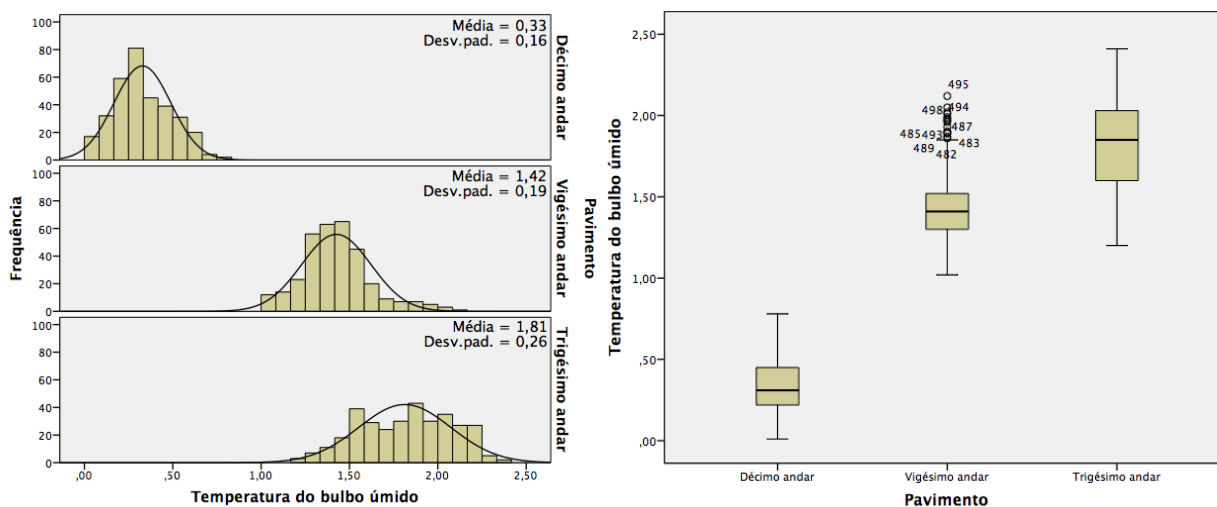 100
80
60
40
20
0
Média = 0,33
Desv.pad. = 0,16
Décimo andar
100
80
60
40
20
0
Média = 1,42
Desv.pad. = 0,19
Vigésimo andar
100
80
60
40
20
0
Média = 1,81
Desv.pad. = 0,26
Trigésimo andar
Frequência
Pavimento
,00 ,50 1,00 1,50 2,00 2,50
Temperatura do bulbo úmido
Temperatura do bulbo úmido
2,50
2,00
1,50
1,00
,50
,00
495
498 494
487
485 493
483
489
482
Décimo andar Vigésimo andar Trigésimo andar
Pavimento